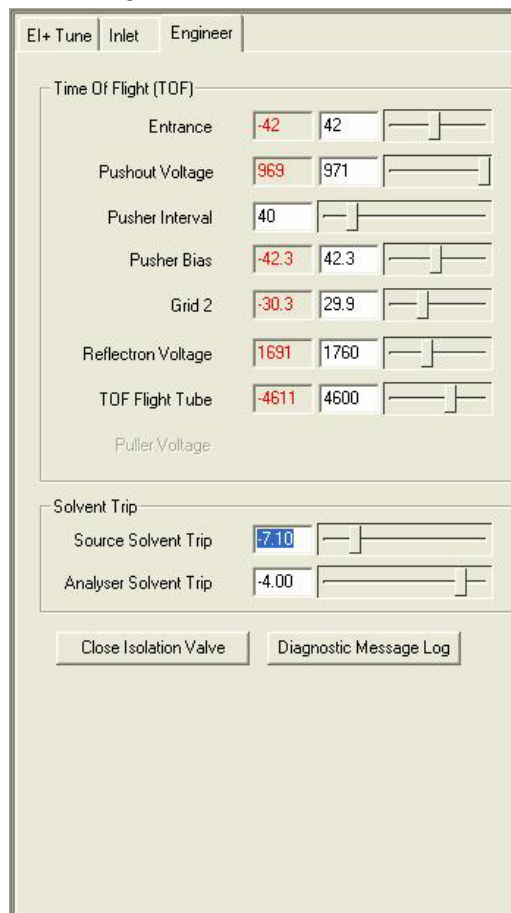 EI+ Tune Inlet Engineer
Time Of Flight (TOF)
Entrance -42 42
Pushout Voltage 969 971
Pusher Interval 40
Pusher Bias -42.3 42.3
Grid 2 -30.3 29.9
Reflectron Voltage 1691 1760
TOF Flight Tube -4611 4600
Puller Voltage
Solvent Trip
Source Solvent Trip -7.10
Analyser Solvent Trip -4.00
Close Isolation Valve Diagnostic Message Log